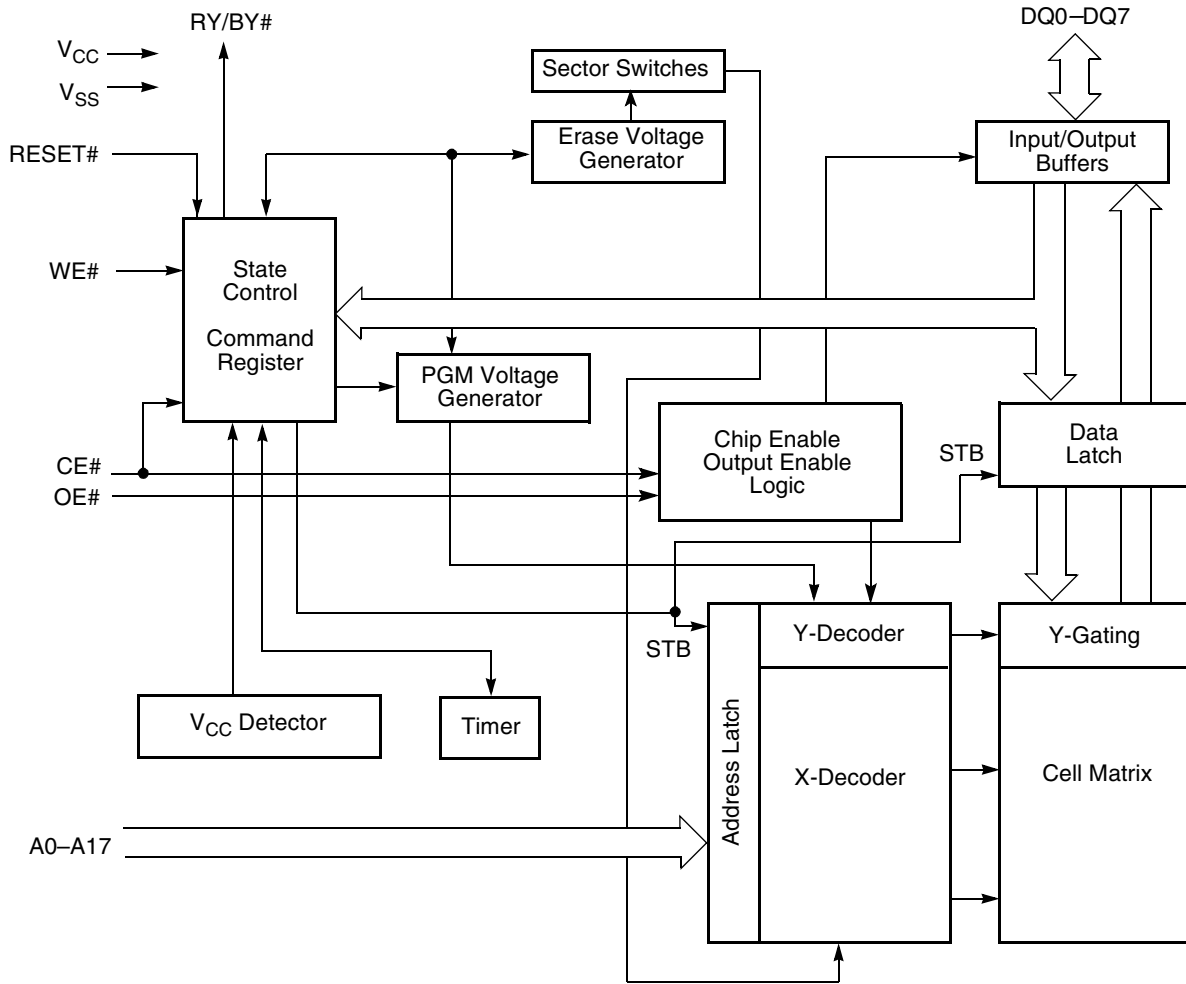 RY/BY#
DQ0–DQ7
VCC
VSS
Sector Switches
Erase Voltage
Generator
Input/Output
Buffers
RESET#
WE#
State
Control
Command
Register
PGM Voltage
Generator
Chip Enable
Output Enable
Logic
Data
Latch
STB
CE#
OE#
STB
Y-Decoder
Y-Gating
VCC Detector
Timer
Address Latch
X-Decoder
Cell Matrix
A0–A17